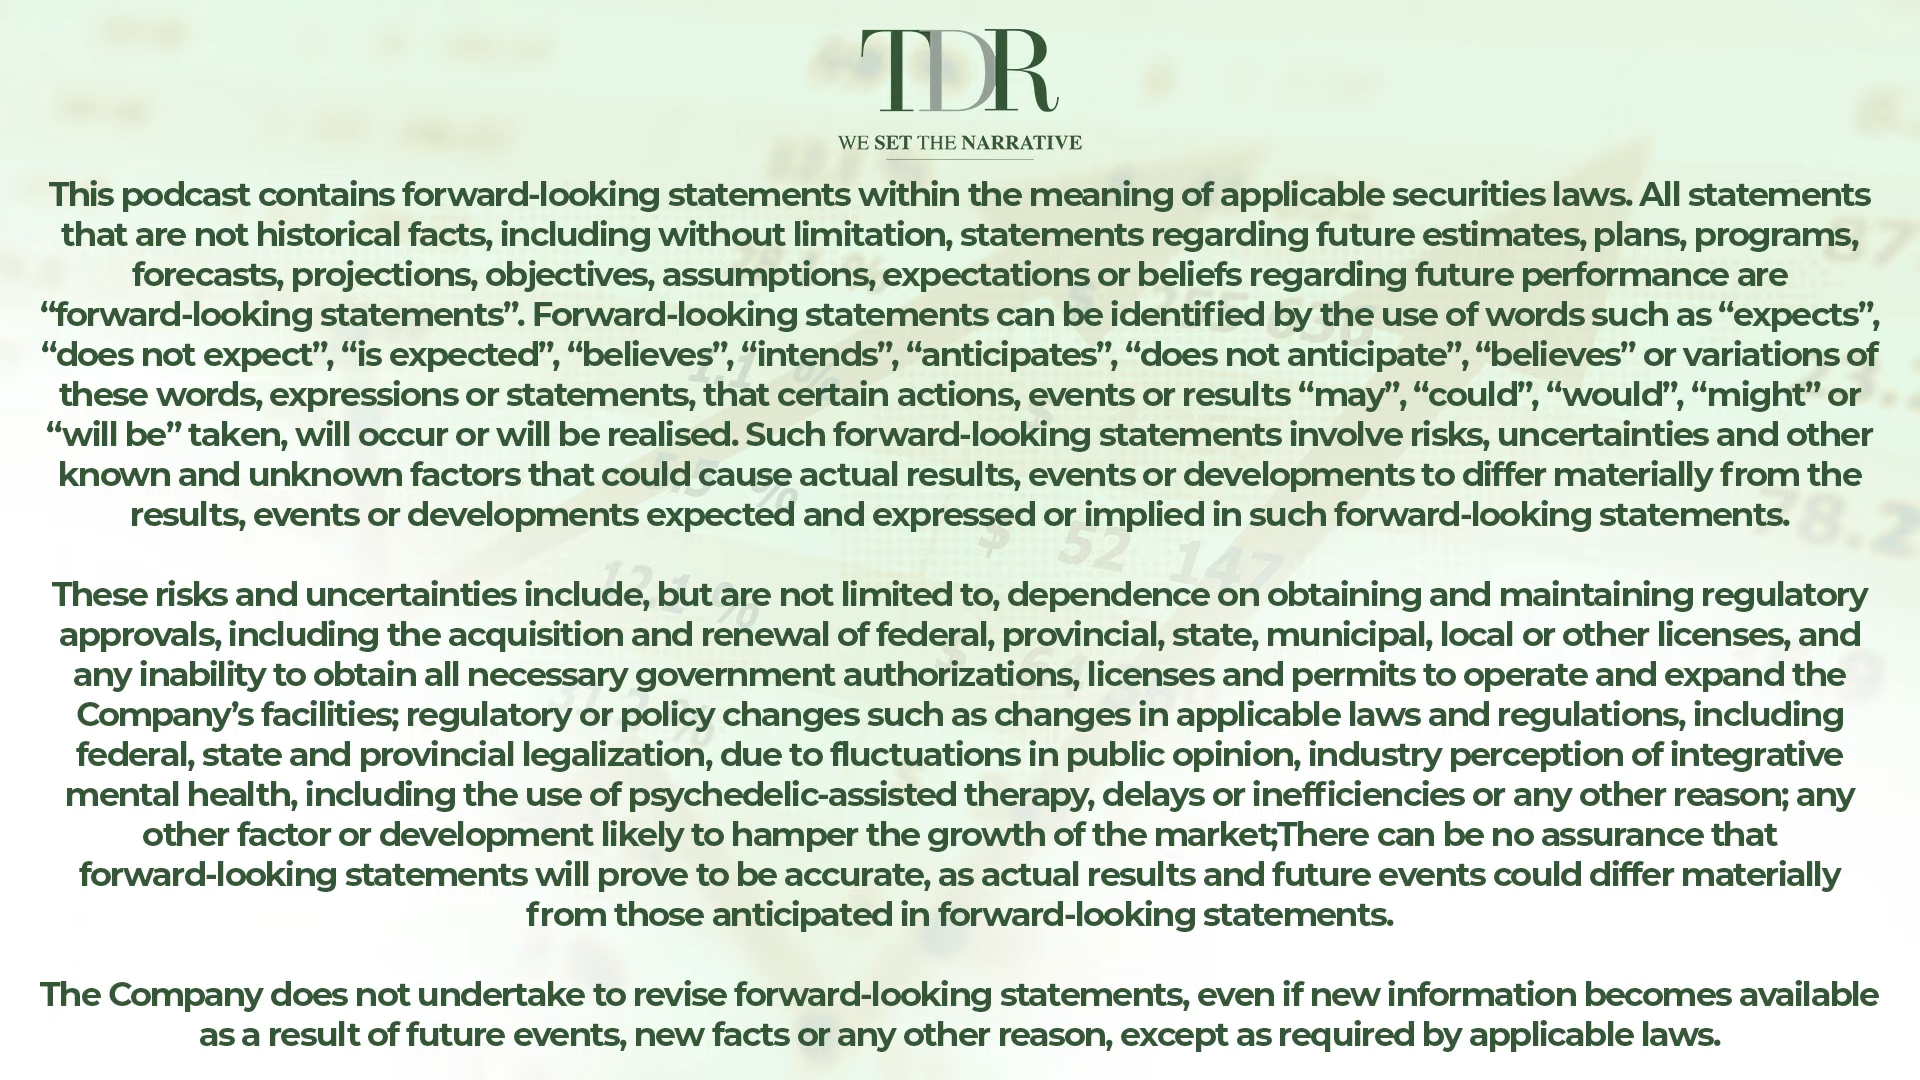 TDR
WE SET THE NARRATIVE
This podcast contains forward-looking statements within the meaning of applicable securities laws. All statements
that are not historical facts, including without limitation, statements regarding future estimates, plans, programs,
forecasts, projections, objectives, assumptions, expectations or beliefs regarding future performance are
“forward-looking statements”. Forward-looking statements can be identified by the use of words such as “expects”,
“does not expect”, “is expected”, “believes”, “intends”, “anticipates”, “does not anticipate”, “believes” or variations of
these words, expressions or statements, that certain actions, events or results “may”, “could”, “would”, “might” or
“will be” taken, will occur or will be realised. Such forward-looking statements involve risks, uncertainties and other
known and unknown factors that could cause actual results, events or developments to differ materially from the
results, events or developments expected and expressed or implied in such forward-looking statements.
These risks and uncertainties include, but are not limited to, dependence on obtaining and maintaining regulatory
approvals, including the acquisition and renewal of federal, provincial, state, municipal, local or other licenses, and
any inability to obtain all necessary government authorizations, licenses and permits to operate and expand the
Company’s facilities; regulatory or policy changes such as changes in applicable laws and regulations, including
federal, state and provincial legalization, due to fluctuations in public opinion, industry perception of integrative
mental health, including the use of psychedelic-assisted therapy, delays or inefficiencies or any other reason; any
other factor or development likely to hamper the growth of the market;There can be no assurance that
forward-looking statements will prove to be accurate, as actual results and future events could differ materially
from those anticipated in forward-looking statements.
The Company does not undertake to revise forward-looking statements, even if new information becomes available
as a result of future events, new facts or any other reason, except as required by applicable laws.